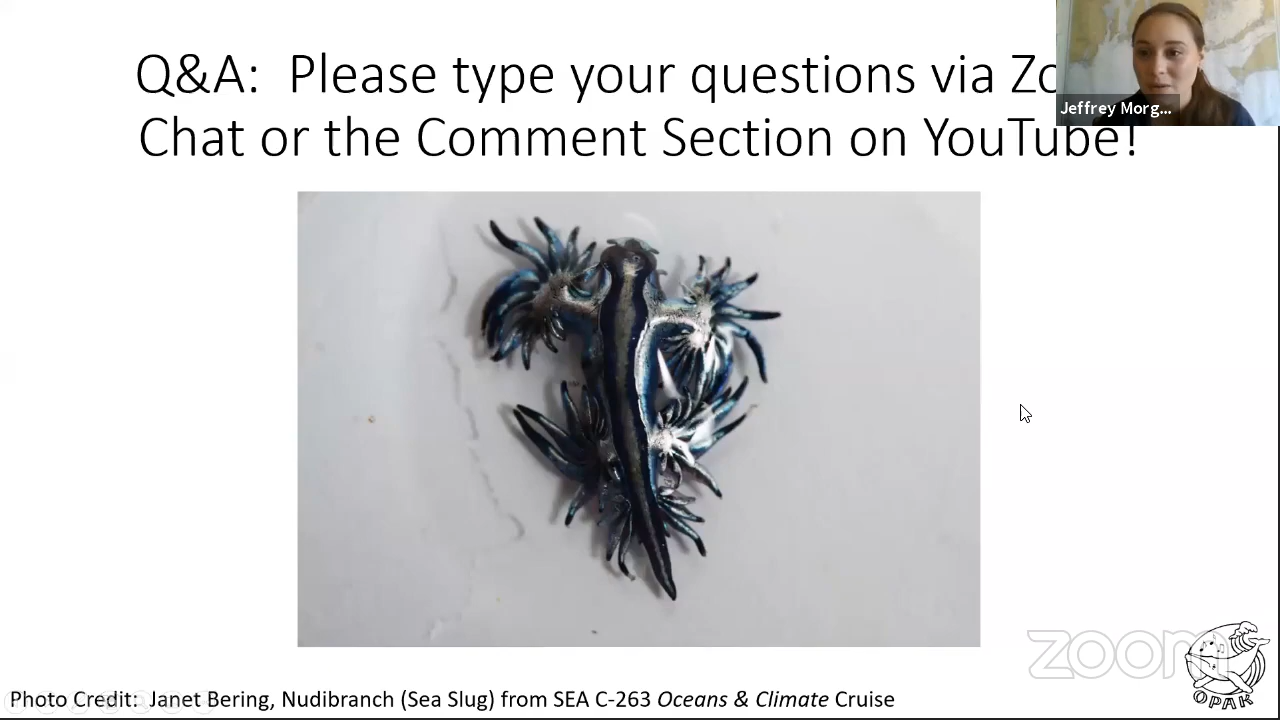 Q&A:  Please type your questions via Zo
Chat or the Comment Section on YouTube!
Jeffrey Morg...
zoom
OPAK
Photo Credit:  Janet Bering, Nudibranch (Sea Slug) from SEA C-263 Oceans & Climate Cruise